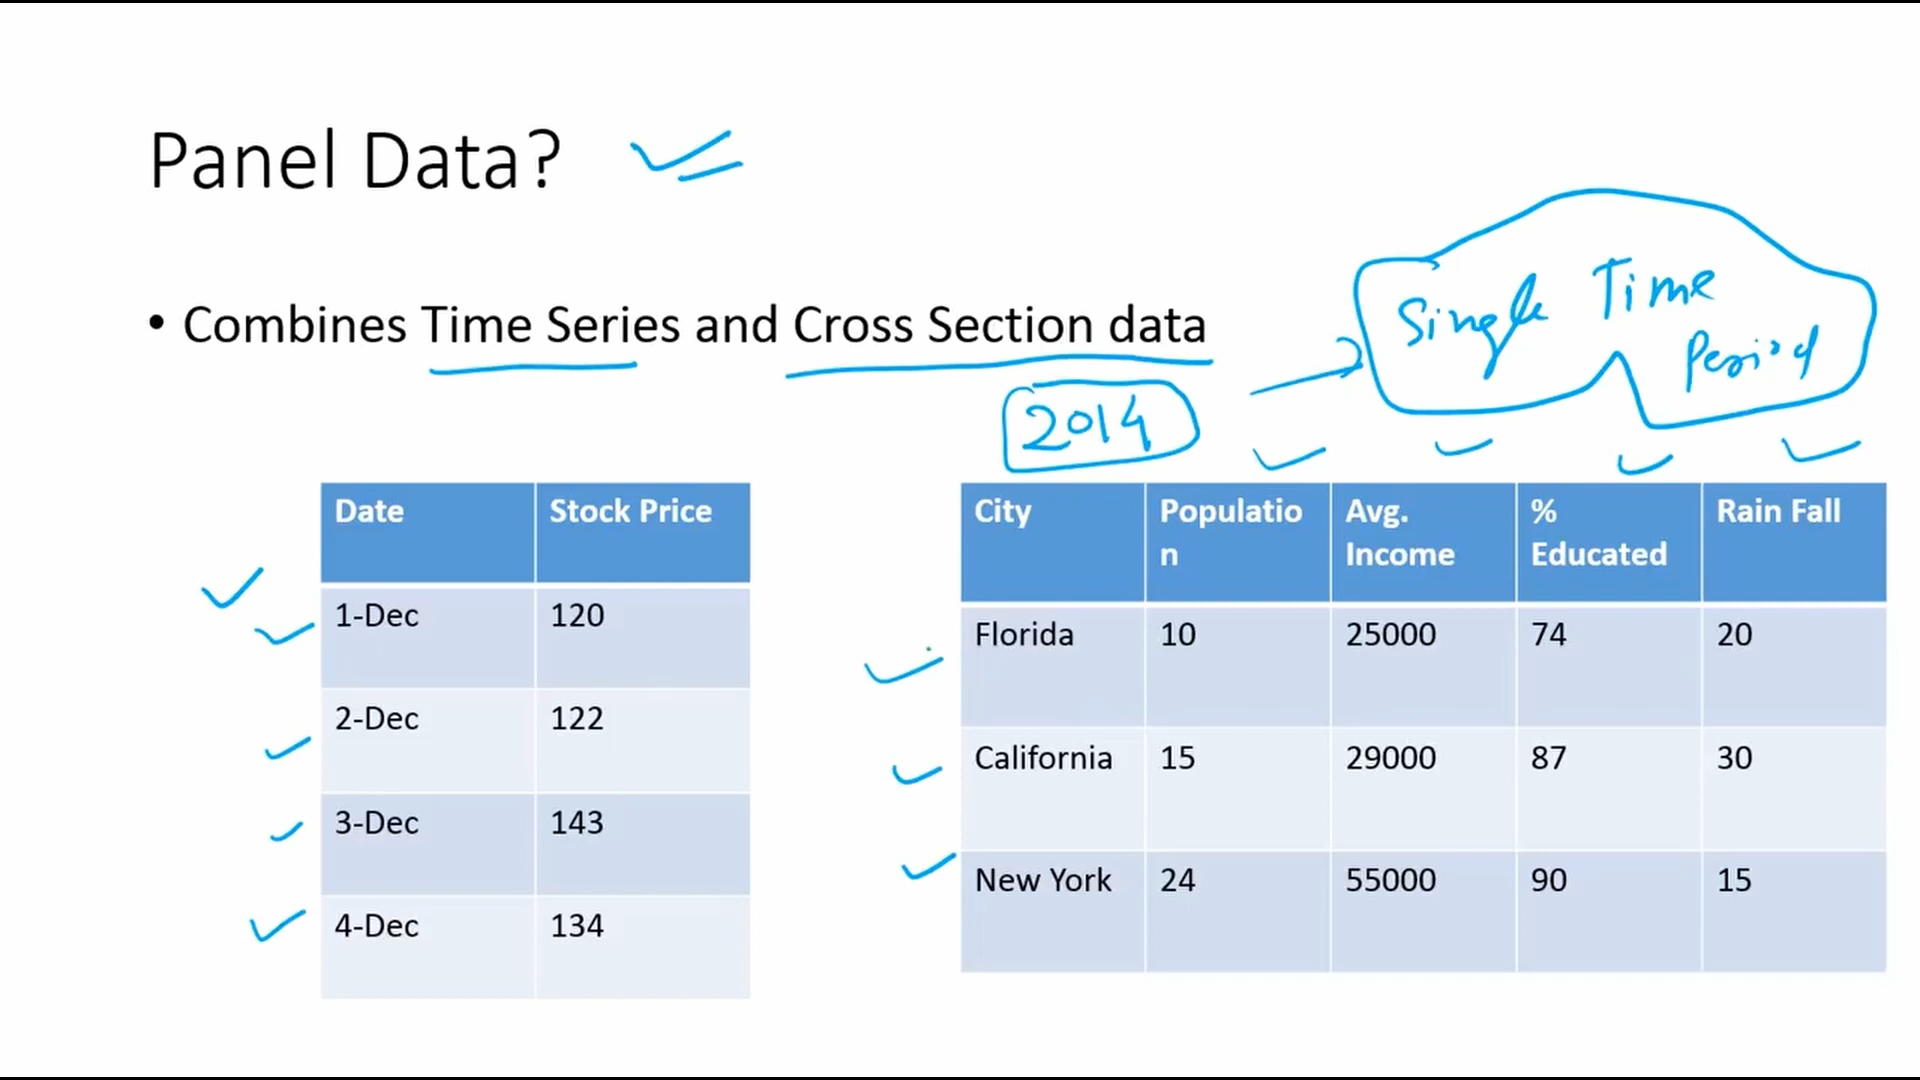 Panel Data?
• Combines Time Series and Cross Section data
Single Time
Period
2014
Date Stock Price
1-Dec 120
2-Dec 122
3-Dec 143
4-Dec 134
City Populatio Avg. % Rain Fall
n Income Educated
Florida 10 25000 74 20
California 15 29000 87 30
New York 24 55000 90 15